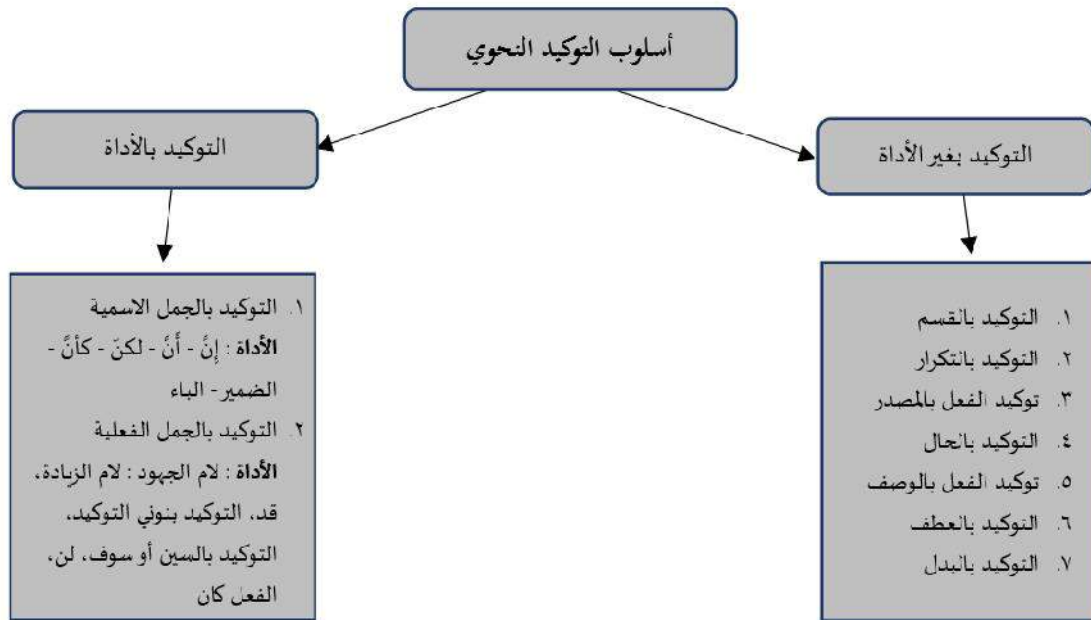 أسلوب التوكيد النحوي
التوكيد بغير الأداة
التوكيد بالأداة
١. التوكيد بالقسم
٢. التوكيد بالتكرار
٣. توكيد الفعل بالمصدر
٤. التوكيد بالحال
٥. توكيد الفعل بالوصف
٦. التوكيد بالعطف
٧. التوكيد بالبدل
١. التوكيد بالجمل الاسمية
الأداة : إنَّ - أَنَّ - لكنّ - كأنَّ -
الضمير - الباء
٢. التوكيد بالجمل الفعلية
الأداة : لام الجهود : لام الزيادة،
قد، التوكيد بنوني التوكيد،
التوكيد بالسين أو سوف، لن،
الفعل كان